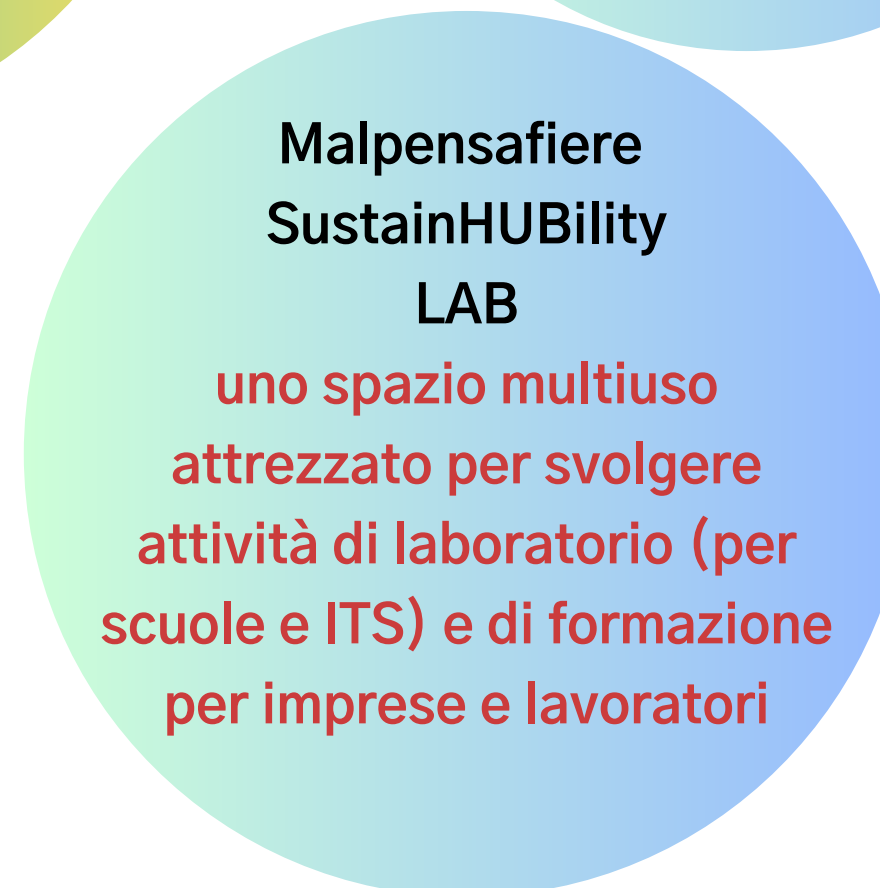 Malpensafiere
SustainHUBility
LAB
uno spazio multiuso
attrezzato per svolgere
attività di laboratorio (per
scuole e ITS) e di formazione
per imprese e lavoratori